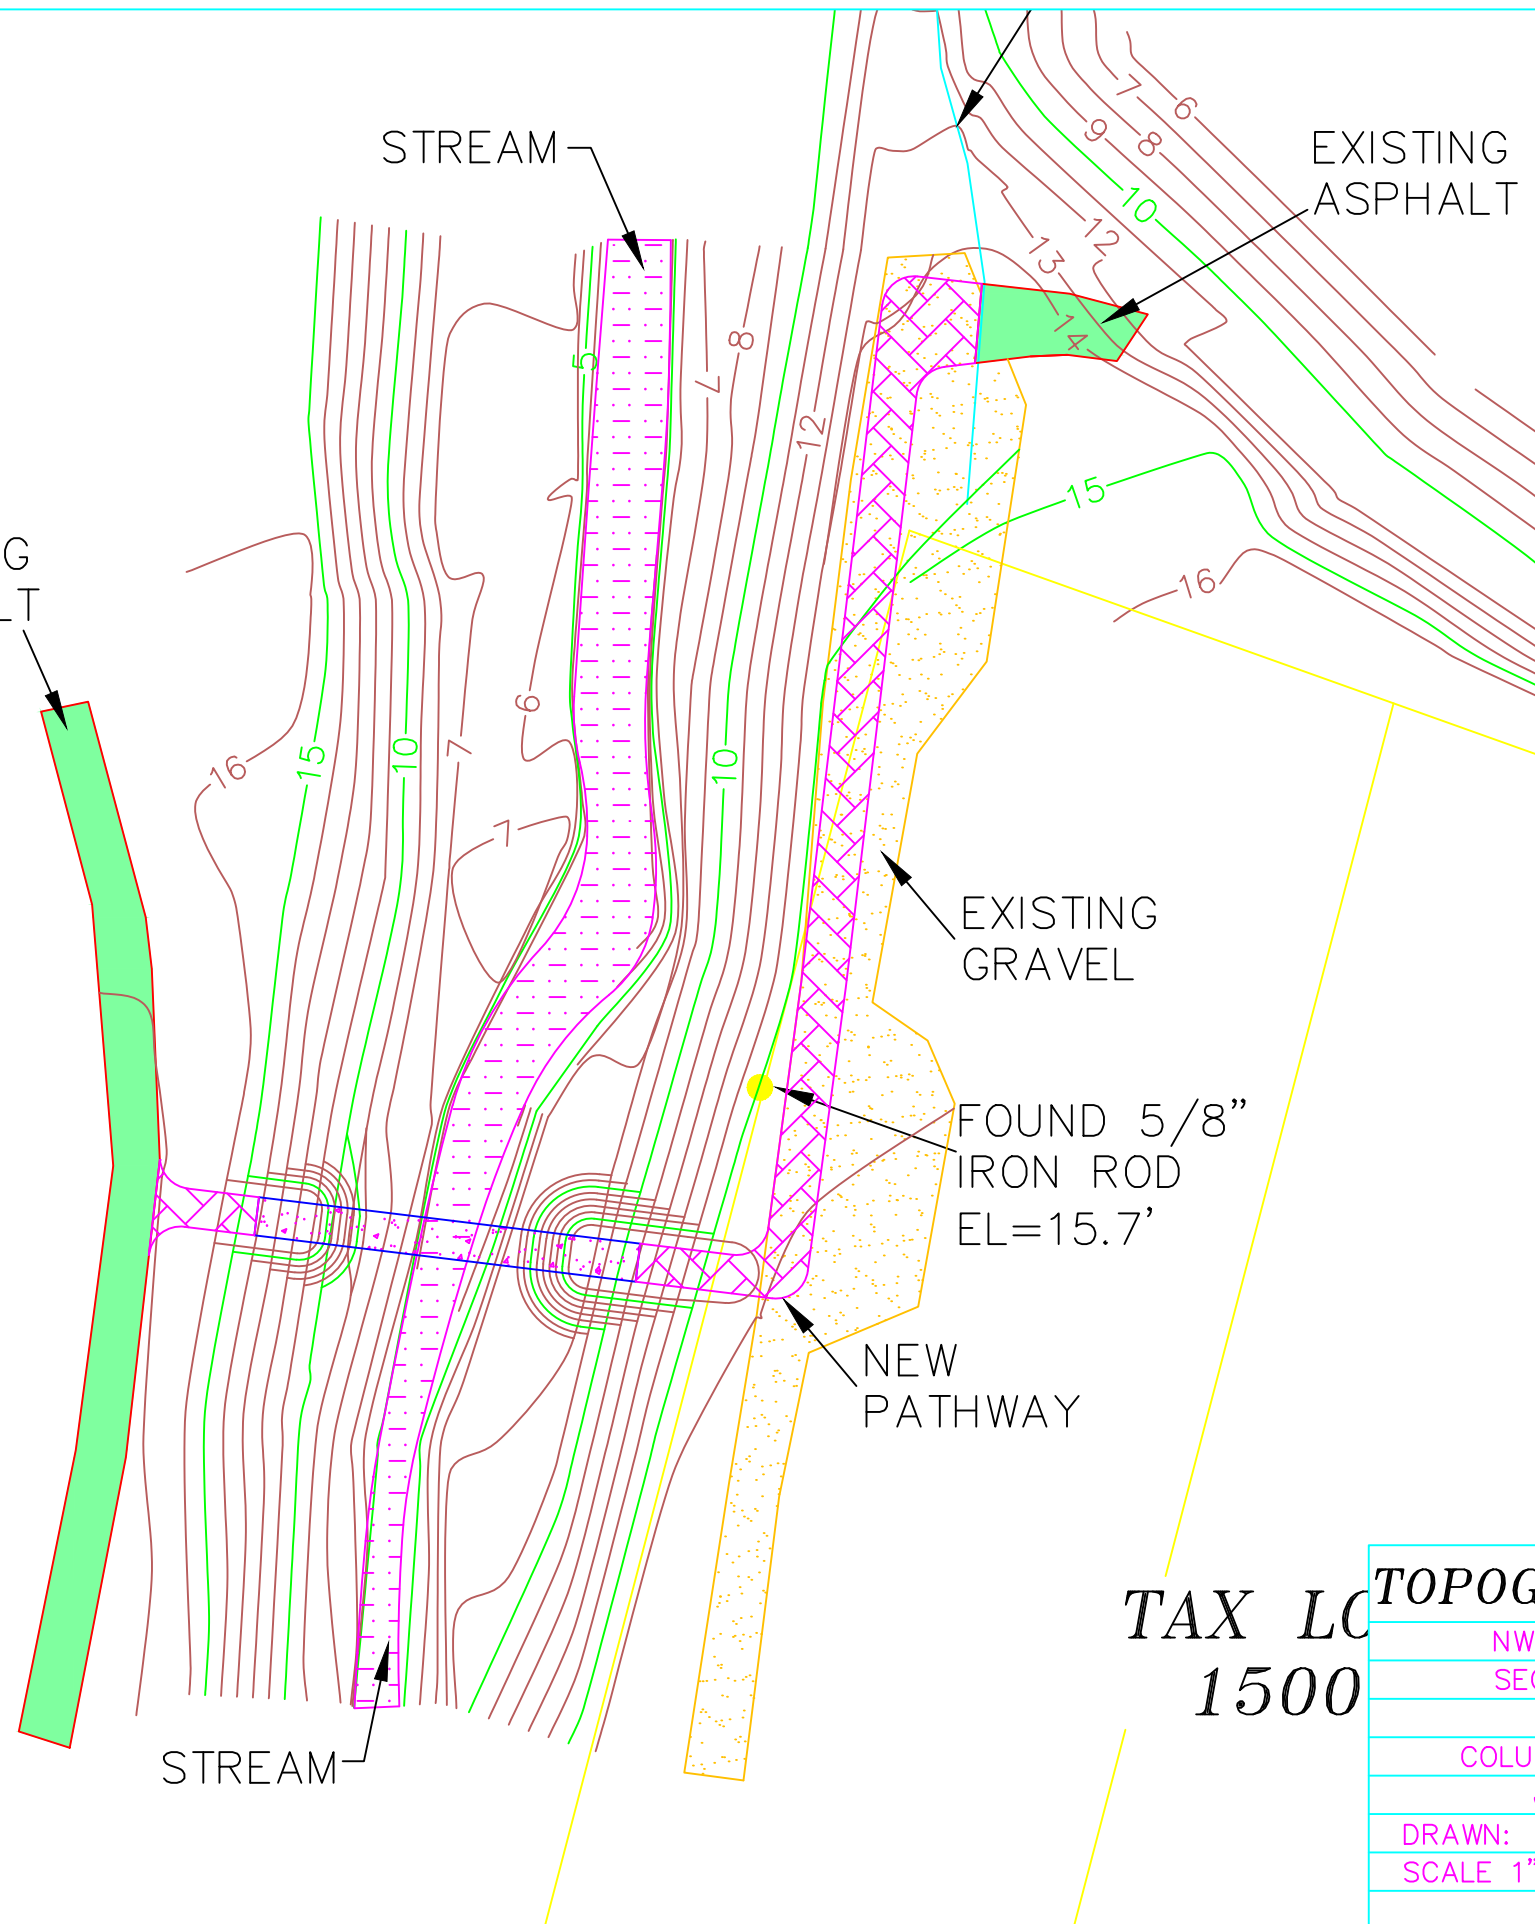 STREAM
EXISTING
ASPHALT
6
7
8
9
10
12
13
14
15
16
5
7
8
12
G
LT
6
7
7
10
15
10
16
EXISTING
GRAVEL
FOUND 5/8"
IRON ROD
EL=15.7'
NEW
PATHWAY
STREAM
TAX LO
1500
TOPOG
NW
SEC
COLU
DRAWN:
SCALE 1"